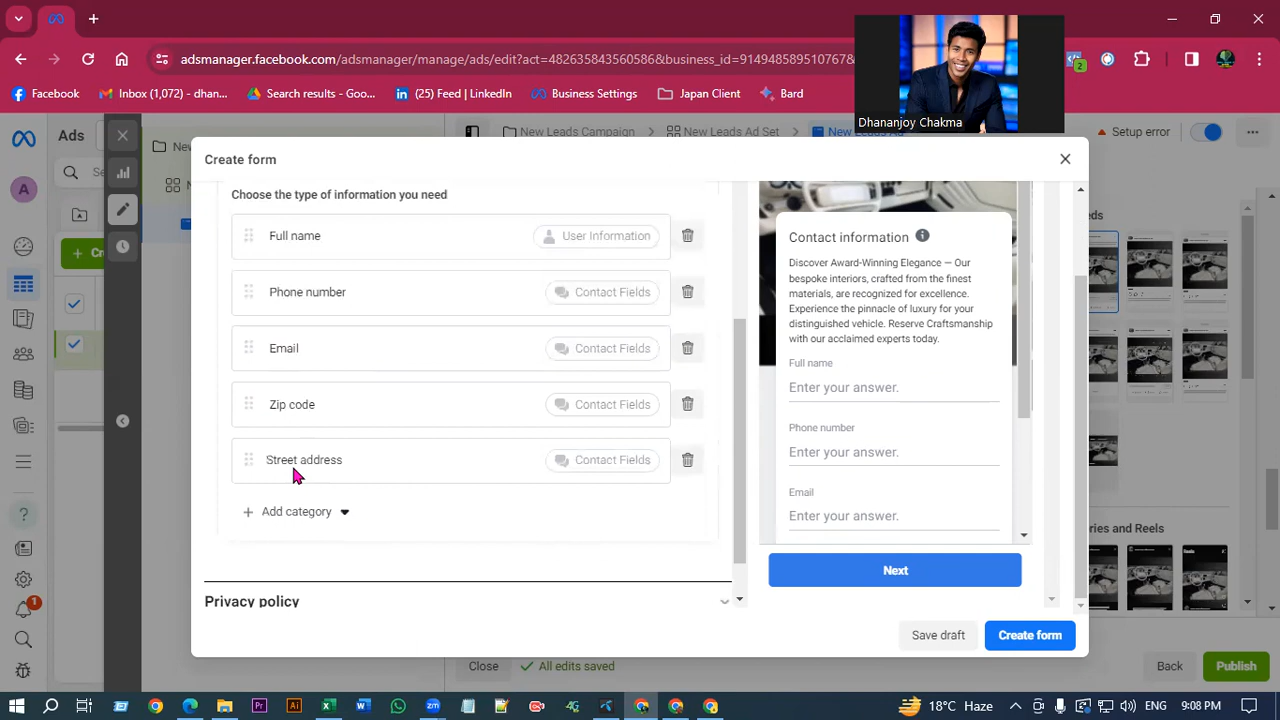 adsmanager.facebook.com/adsmanager/manage/ads/edit?act=482635843560586&business_id=9149485891076​7&
2
Facebook
Inbox (1,072) – dhan...
Search results - Goo...
(25) Feed | LinkedIn
Business Settings
Japan Client
Bard
Dhananjoy Chakma
Ads
New Leads Campaign
New Leads Ad Set
New Leads Ad
Setup error
A
Create form
Choose the type of information you need
Full name
User Information
Phone number
Contact Fields
Email
Contact Fields
Zip code
Contact Fields
Street address
Contact Fields
Add category
Privacy policy
Contact information
Discover Award-Winning Elegance — Our
bespoke interiors, crafted from the finest
materials, are recognized for excellence.
Experience the pinnacle of luxury for your
distinguished vehicle. Reserve Craftsmanship
with our acclaimed experts today.
Full name
Enter your answer.
Phone number
Enter your answer.
Email
Enter your answer.
Next
Save draft
Create form
Close
All edits saved
Back
Publish
1
18°C Haze
9:08 PM